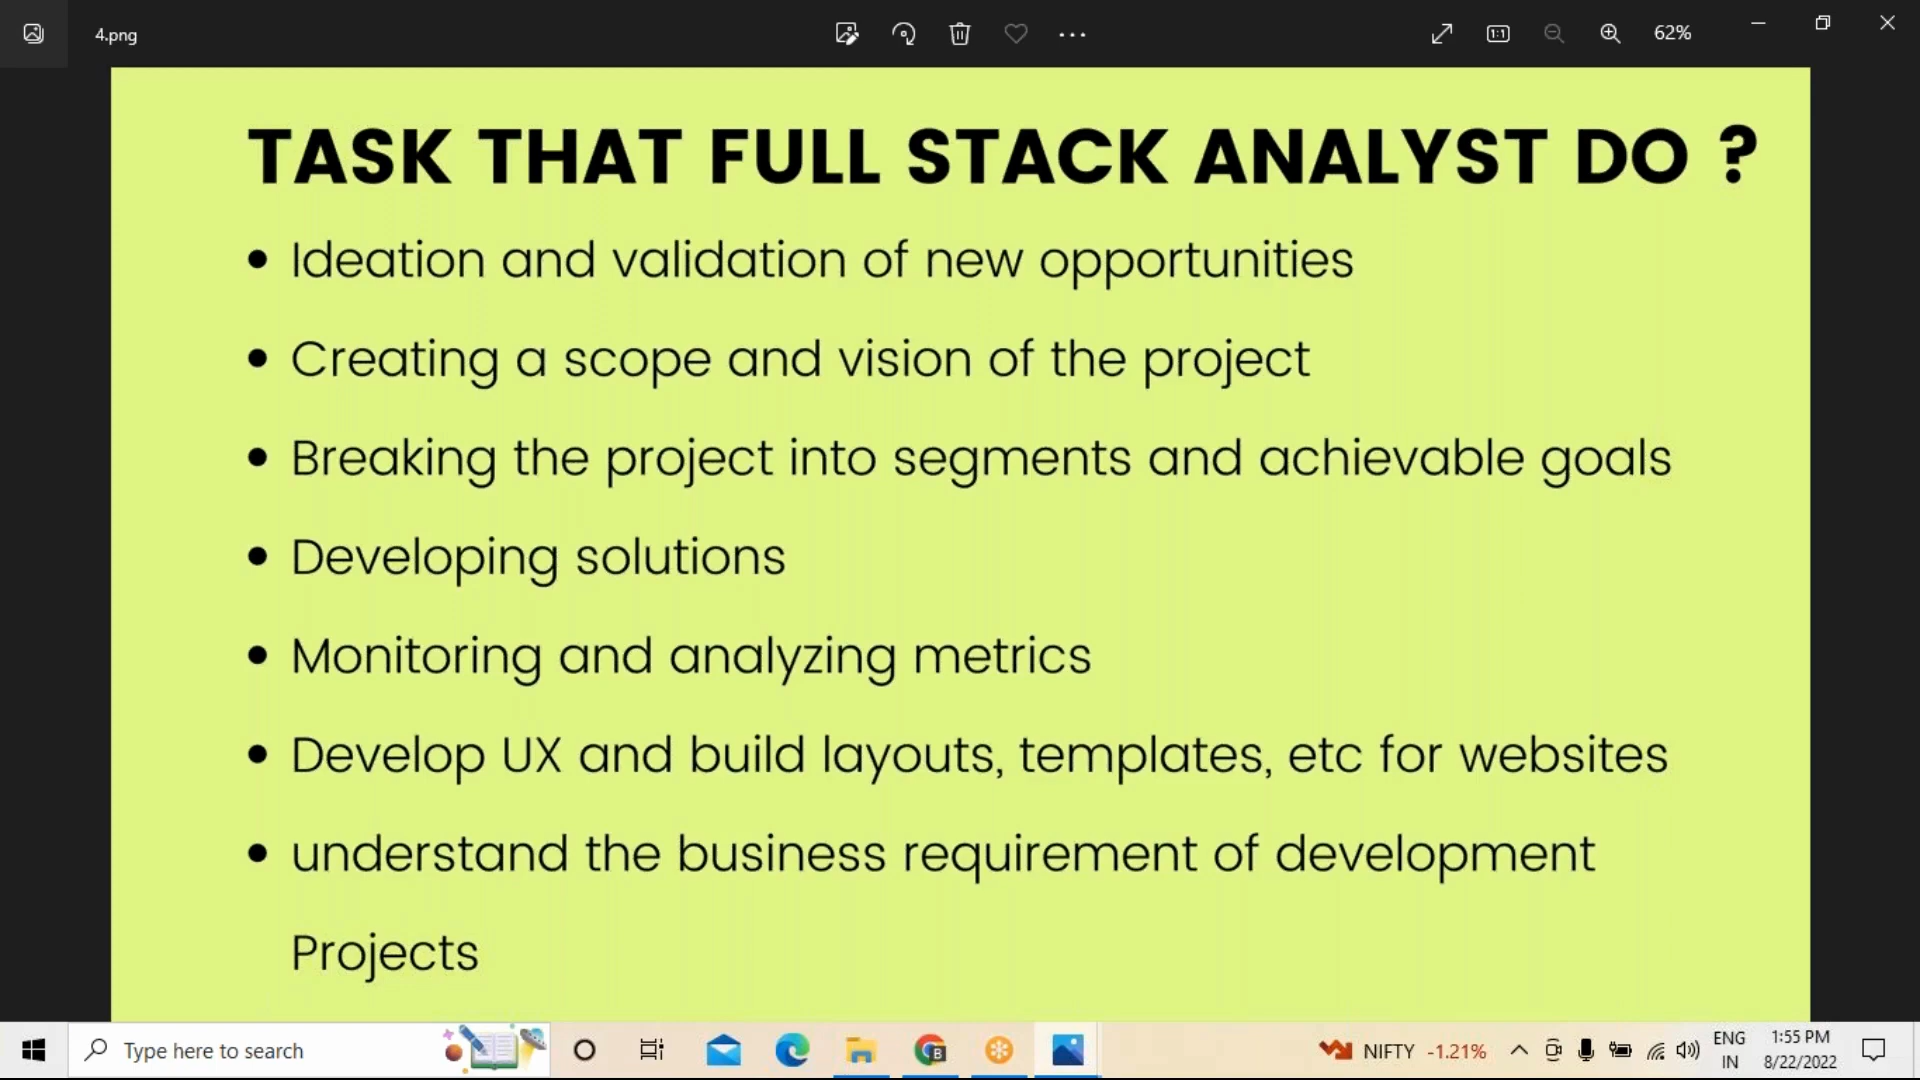 4.png
1:1
62%
TASK THAT FULL STACK ANALYST DO ?
• Ideation and validation of new opportunities
• Creating a scope and vision of the project
• Breaking the project into segments and achievable goals
• Developing solutions
• Monitoring and analyzing metrics
• Develop UX and build layouts, templates, etc for websites
• understand the business requirement of development
Projects
Type here to search
B
NIFTY -1.21%
ENG
IN
1:55 PM
8/22/2022